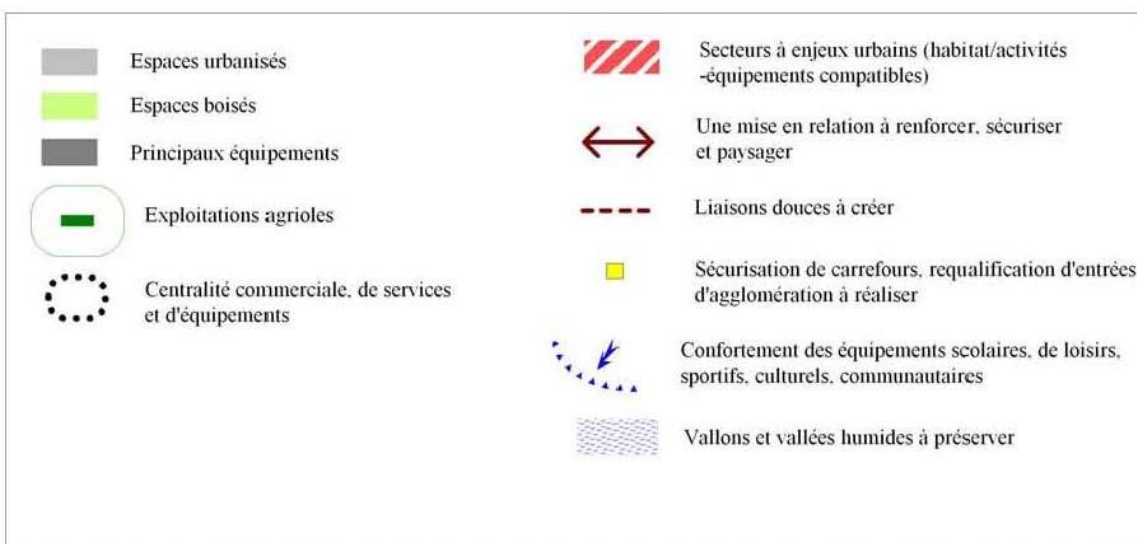 Espaces urbanisés
Espaces boisés
Principaux équipements
Exploitations agrioles
Centralité commerciale, de services
et d'équipements
Secteurs à enjeux urbains (habitat/activités
-équipements compatibles)
Une mise en relation à renforcer, sécuriser
et paysager
Liaisons douces à créer
Sécurisation de carrefours, requalification d'entrées
d'agglomération à réaliser
Confortement des équipements scolaires, de loisirs,
sportifs, culturels, communautaires
Vallons et vallées humides à préserver